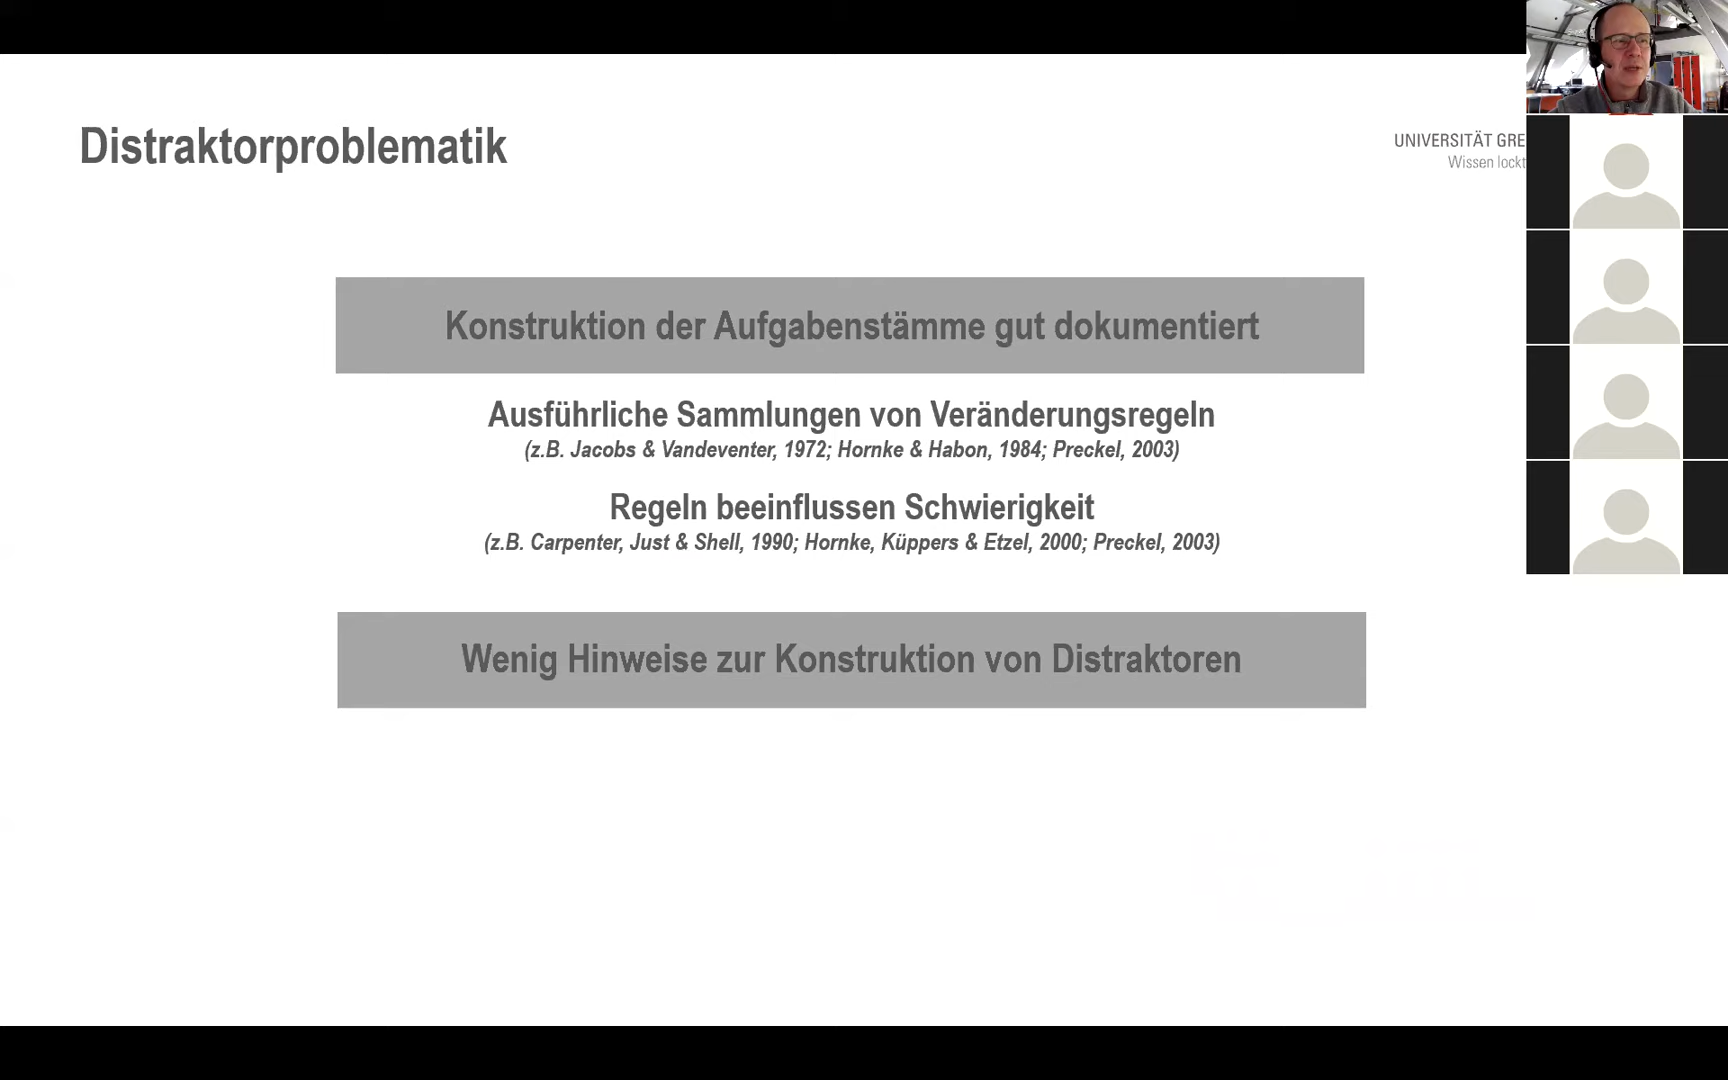 Distraktorproblematik
UNIVERSITÄT GRE
Wissen lockt
Konstruktion der Aufgabenstämme gut dokumentiert
Ausführliche Sammlungen von Veränderungsregeln
(z.B. Jacobs & Vandeventer, 1972; Hornke & Habon, 1984; Preckel, 2003)
Regeln beeinflussen Schwierigkeit
(z.B. Carpenter, Just & Shell, 1990; Hornke, Küppers & Etzel, 2000; Preckel, 2003)
Wenig Hinweise zur Konstruktion von Distraktoren